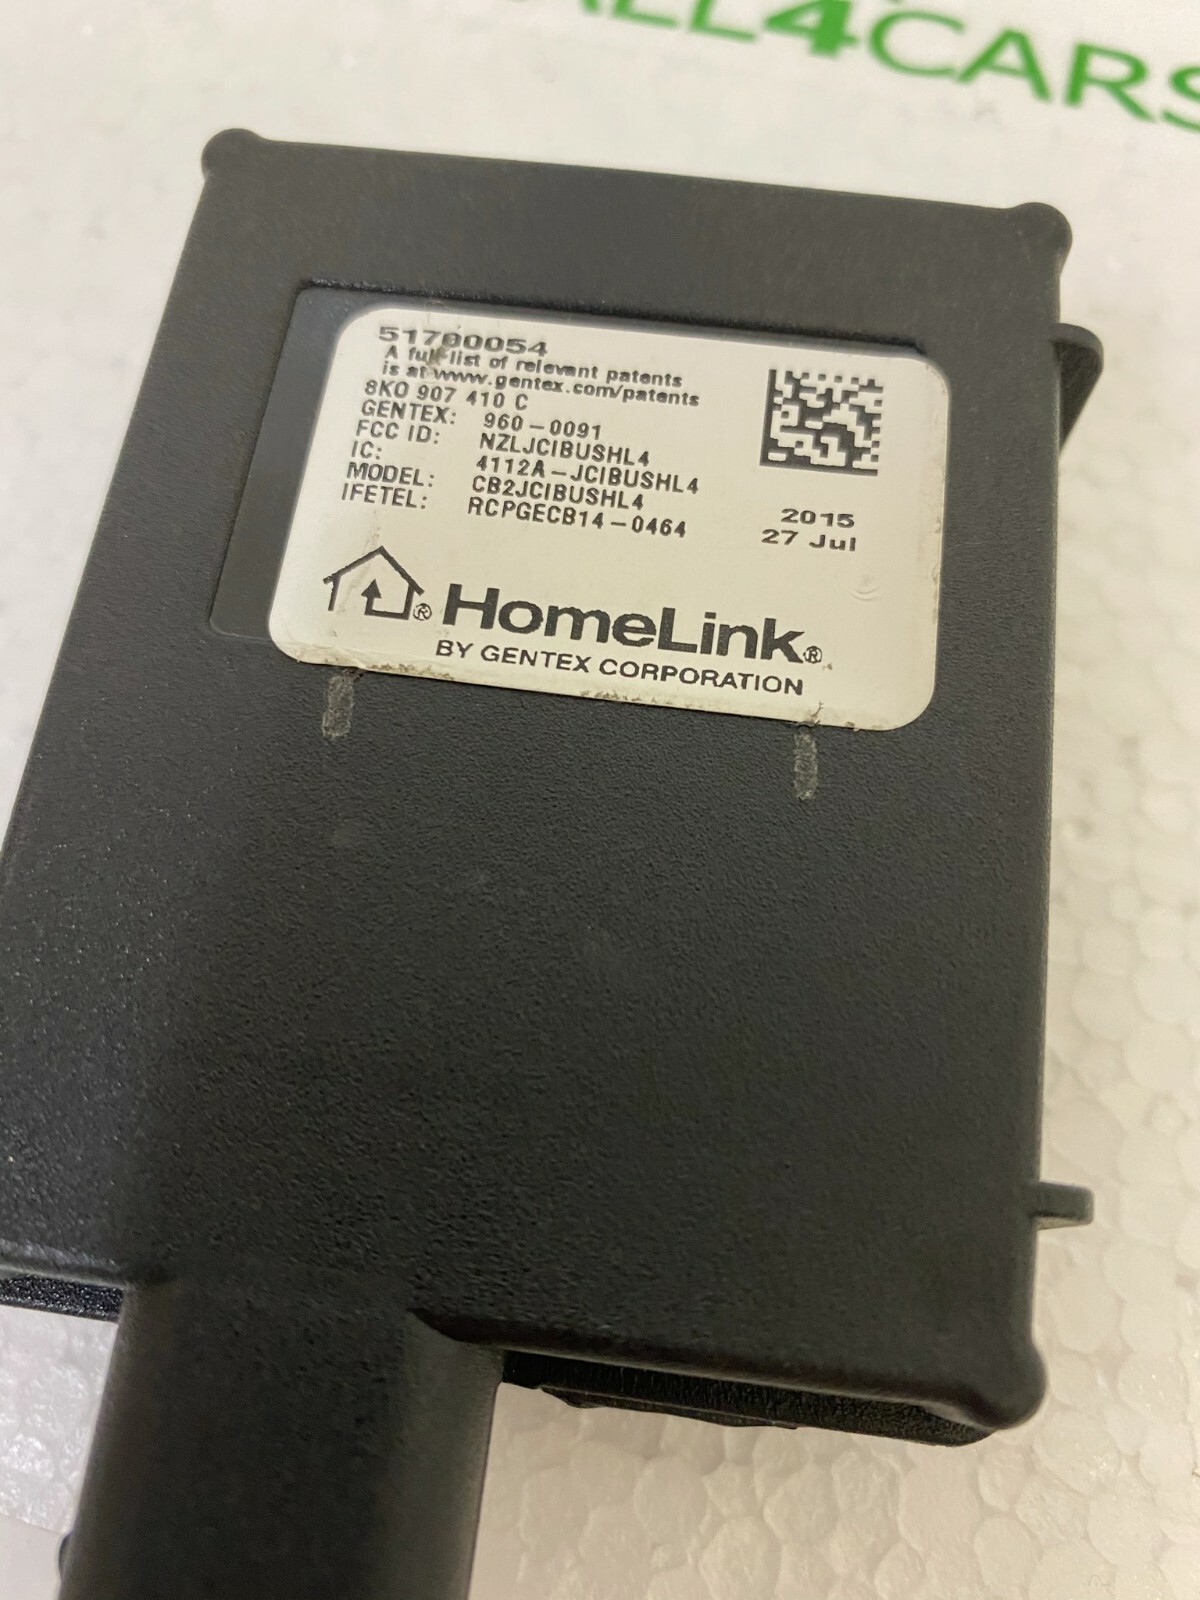 ALL4CARS
51700054
A full list of relevant patents
is at www.gentex.com/patents
8K0 907 410 C
GENTEX: 960-0091
FCC ID: NZLJCIBUSHL4
IC: 4112A-JCIBUSHL4
MODEL: CB2JCIBUSHL4
IFETEL: RCPGECB14-0464
2015
27 Jul
® HomeLink®
BY GENTEX CORPORATION